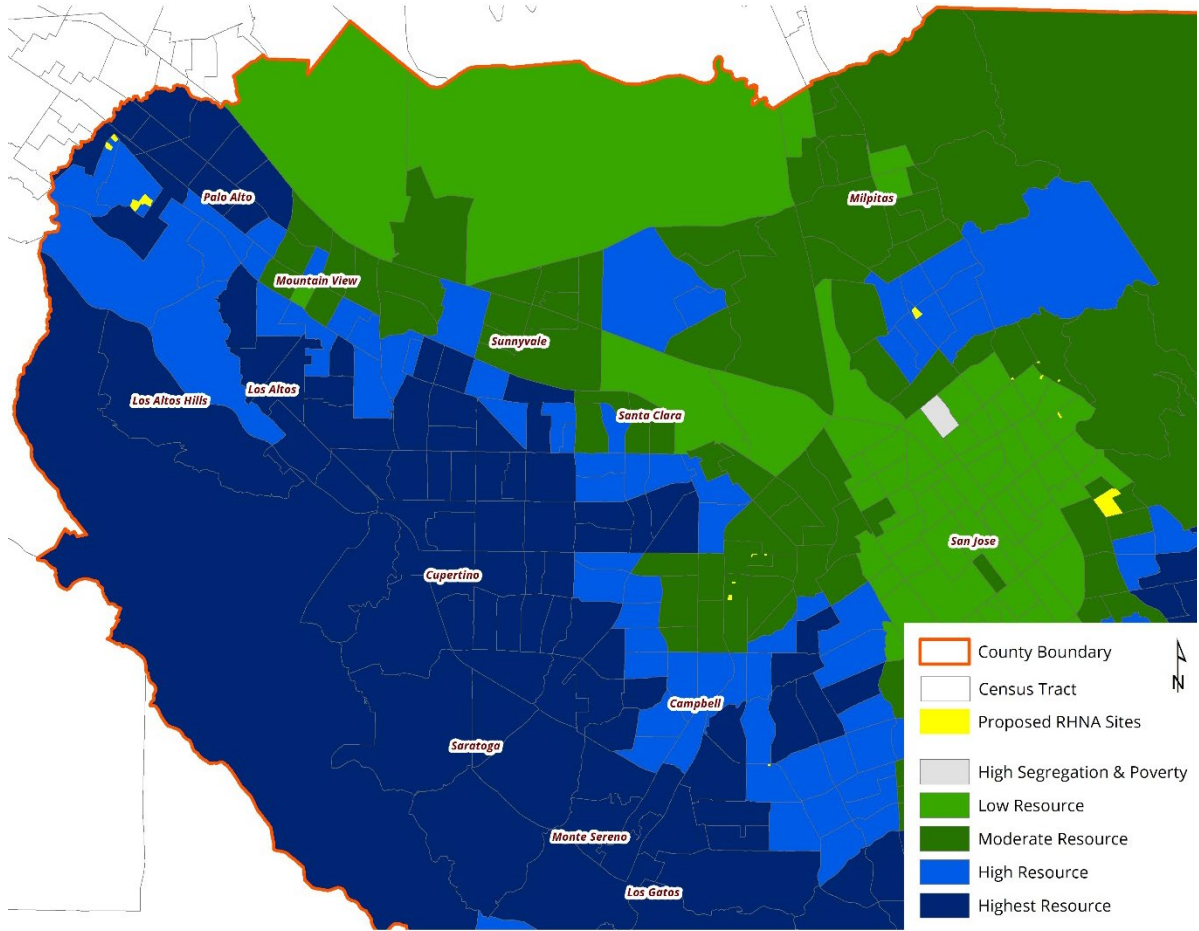 Palo Alto
Milpitas
Mountain View
Sunnyvale
Los Altos
Los Altos Hills
Santa Clara
San Jose
Cupertino
Campbell
Saratoga
Monte Sereno
Los Gatos
County Boundary
Census Tract
Proposed RHNA Sites
High Segregation & Poverty
Low Resource
Moderate Resource
High Resource
Highest Resource
N